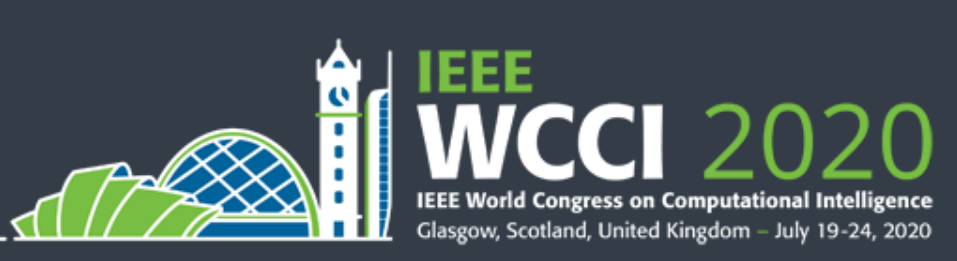 IEEE
WCCI 2020
IEEE World Congress on Computational Intelligence
Glasgow, Scotland, United Kingdom – July 19-24, 2020